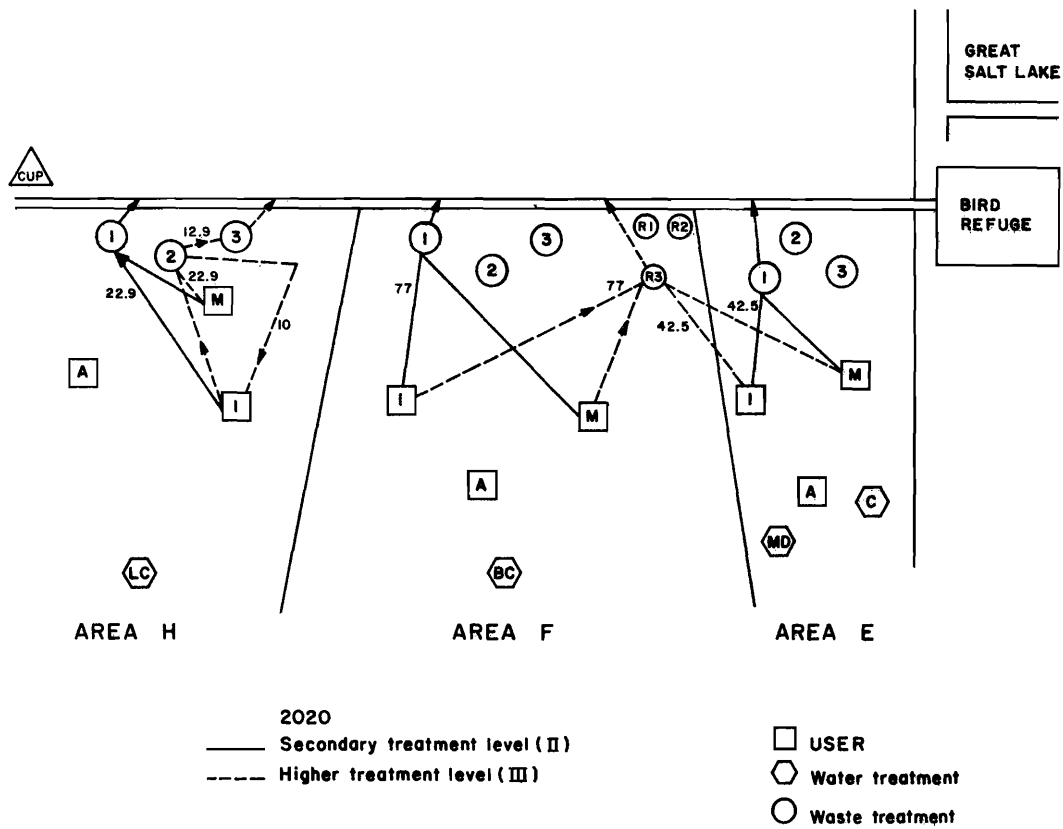 GREAT
SALT LAKE
CUP
BIRD
REFUGE
1
12.9
3
2
22.9
22.9
M
10
A
I
LC
AREA H
1
3
2
R1
R2
R3
77
77
42.5
I
M
A
BC
AREA F
2
1
3
42.5
M
I
A
C
MD
AREA E
2020
Secondary treatment level (II)
Higher treatment level (III)
USER
Water treatment
Waste treatment